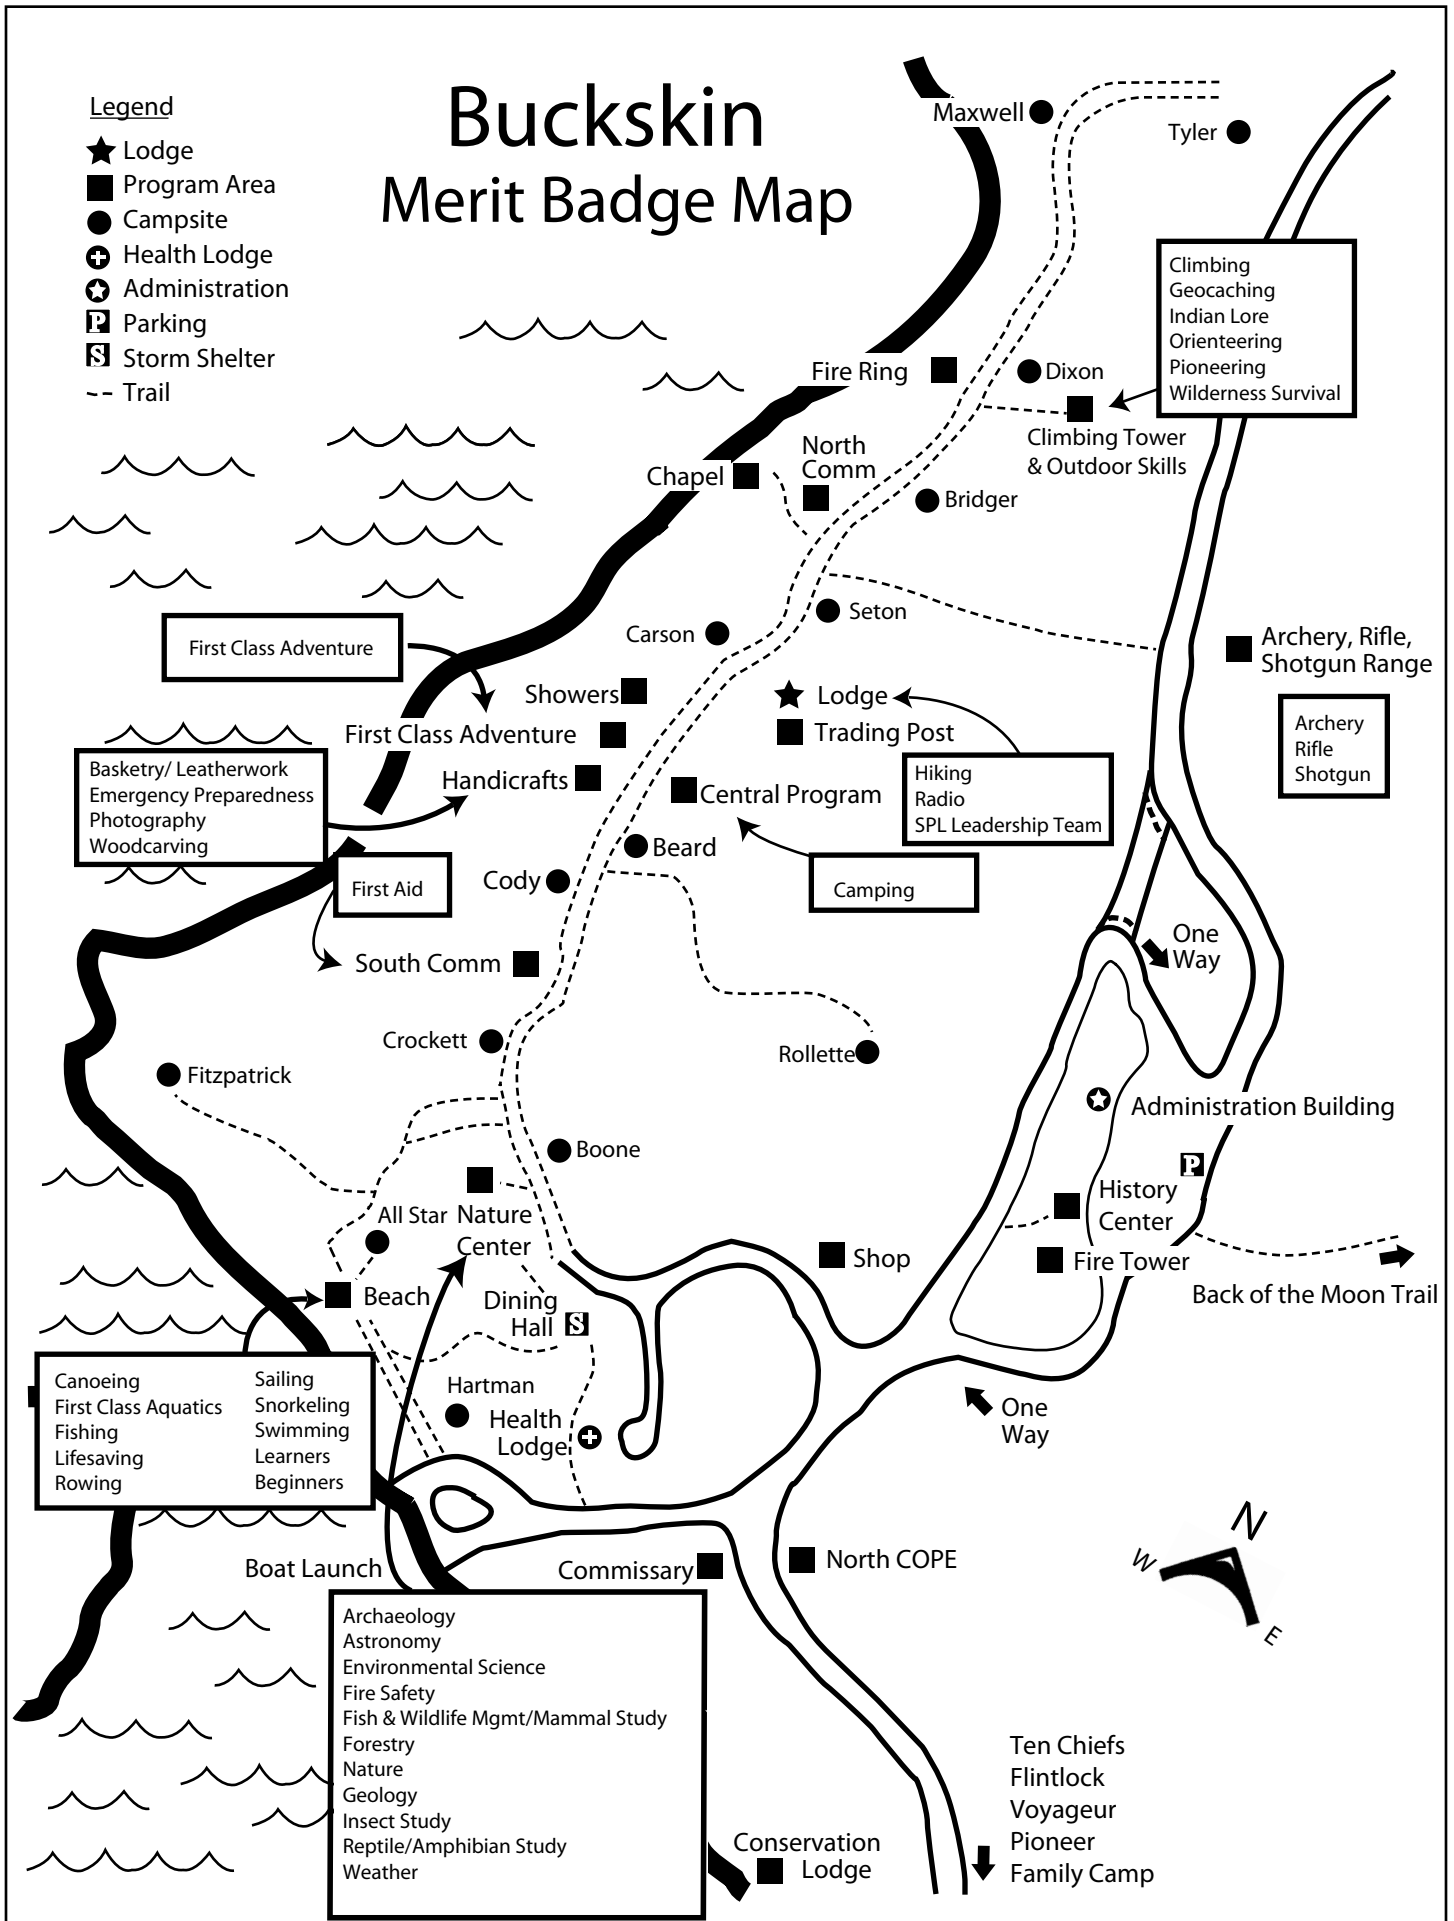 Buckskin
Merit Badge Map
Legend
Lodge
Program Area
Campsite
Health Lodge
Administration
P Parking
S Storm Shelter
Trail
Maxwell
Tyler
Climbing
Geocaching
Indian Lore
Orienteering
Pioneering
Wilderness Survival
Fire Ring
Dixon
Climbing Tower
& Outdoor Skills
North
Comm
Chapel
Bridger
Seton
Carson
First Class Adventure
Archery, Rifle,
Shotgun Range
Archery
Rifle
Shotgun
Showers
Lodge
First Class Adventure
Trading Post
Handicrafts
Central Program
Hiking
Radio
SPL Leadership Team
Basketry/ Leatherwork
Emergency Preparedness
Photography
Woodcarving
Beard
Camping
Cody
First Aid
South Comm
One
Way
Crockett
Rollette
Fitzpatrick
Administration Building
Boone
P
History
Center
All Star
Nature
Center
Shop
Fire Tower
Back of the Moon Trail
Beach
Dining
Hall
S
Canoeing
First Class Aquatics
Fishing
Lifesaving
Rowing
Sailing
Snorkeling
Swimming
Learners
Beginners
Hartman
Health
Lodge
One
Way
N
W
E
Boat Launch
Commissary
North COPE
Archaeology
Astronomy
Environmental Science
Fire Safety
Fish & Wildlife Mgmt/Mammal Study
Forestry
Nature
Geology
Insect Study
Reptile/Amphibian Study
Weather
Conservation
Lodge
Ten Chiefs
Flintlock
Voyageur
Pioneer
Family Camp